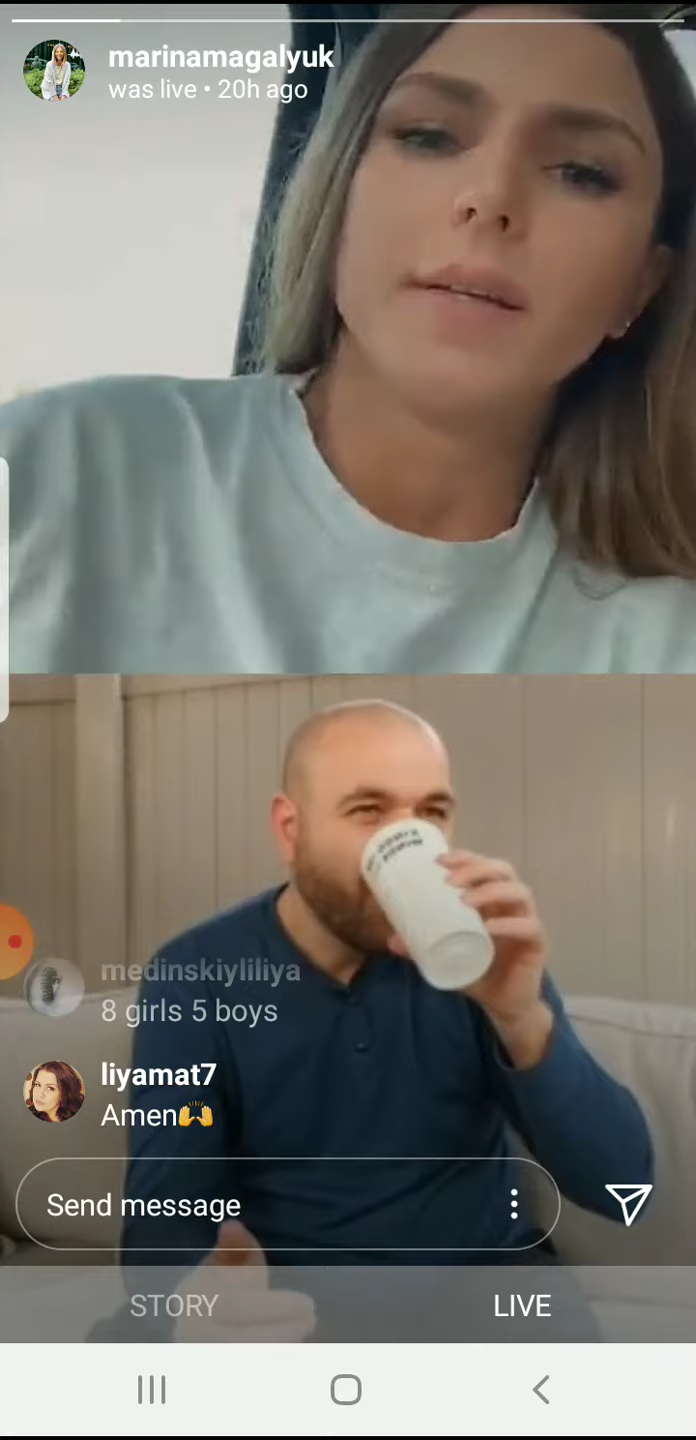 marinamagalyuk
was live • 20h ago
medinskiyliliya
8 girls 5 boys
liyamat7
Amen🙌
Send message
STORY
LIVE